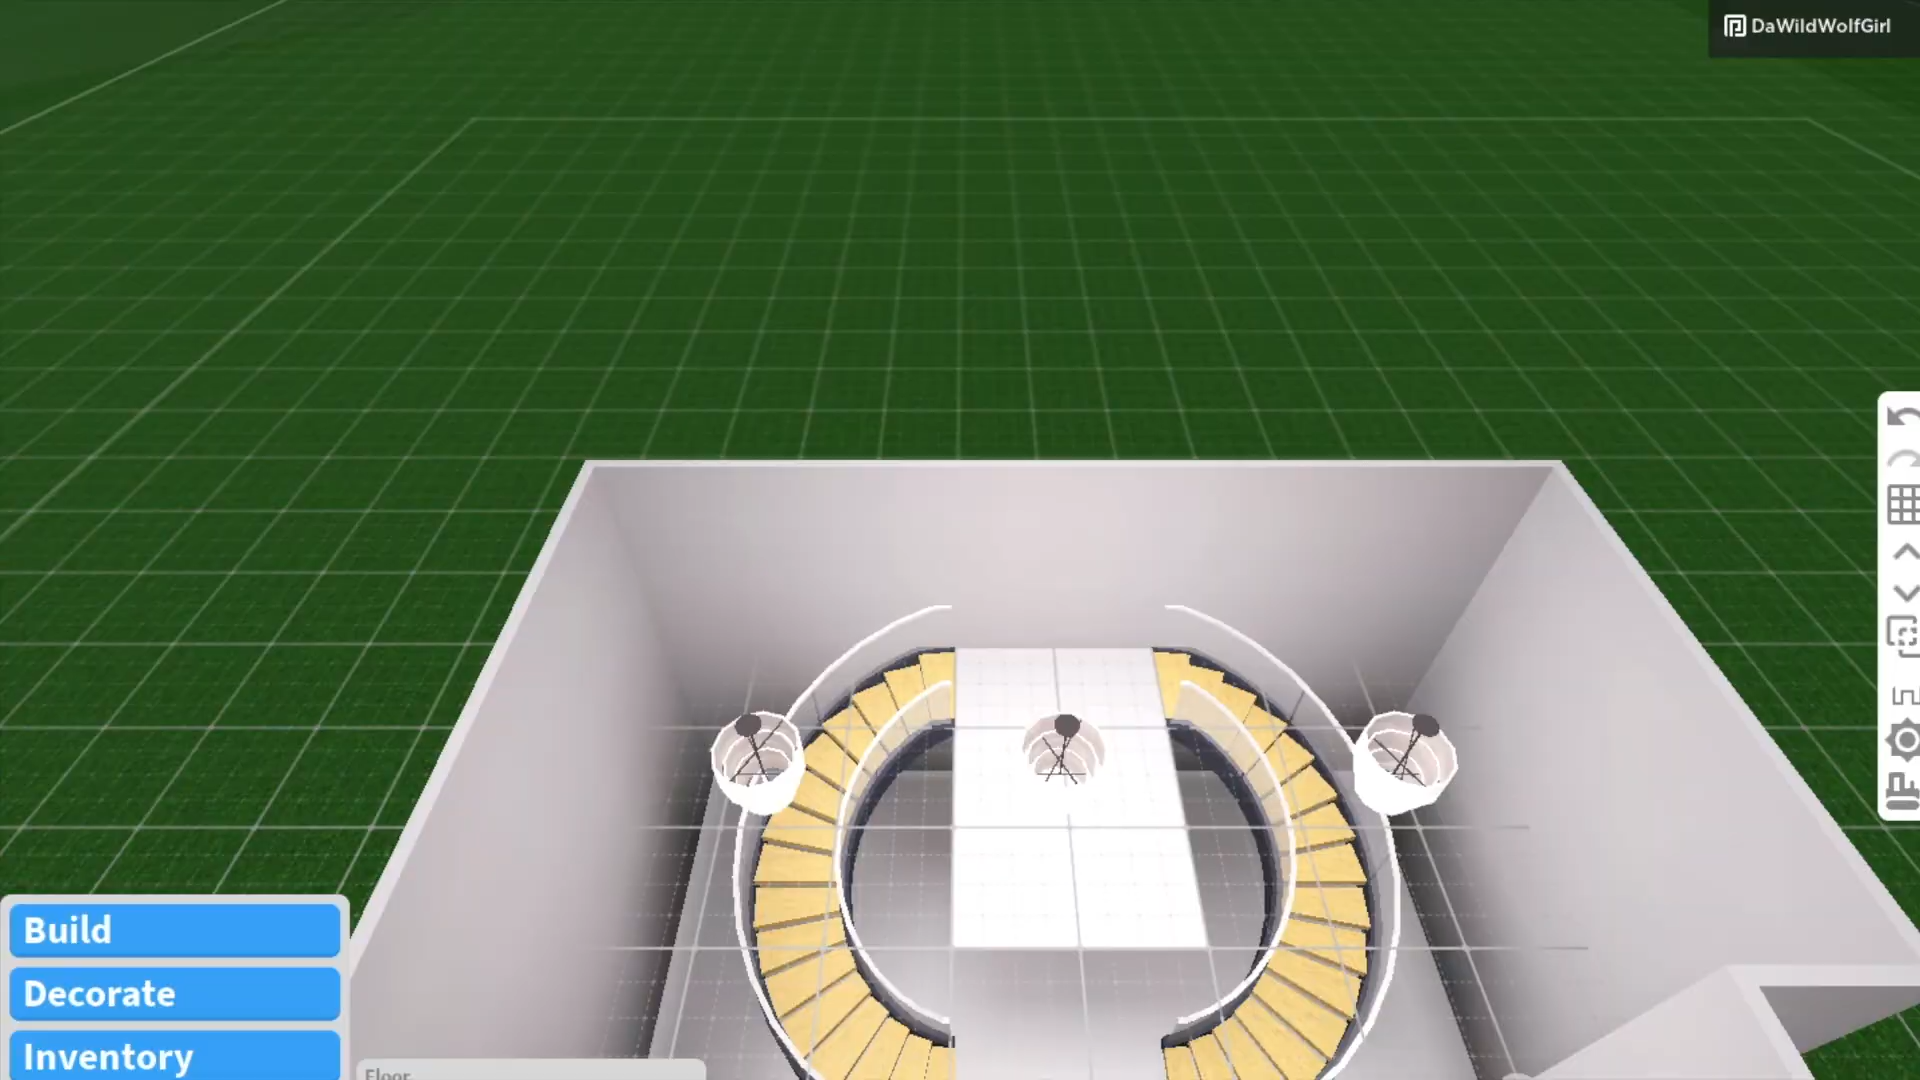 DaWildWolfGirl
Build
Decorate
Inventory
Floor